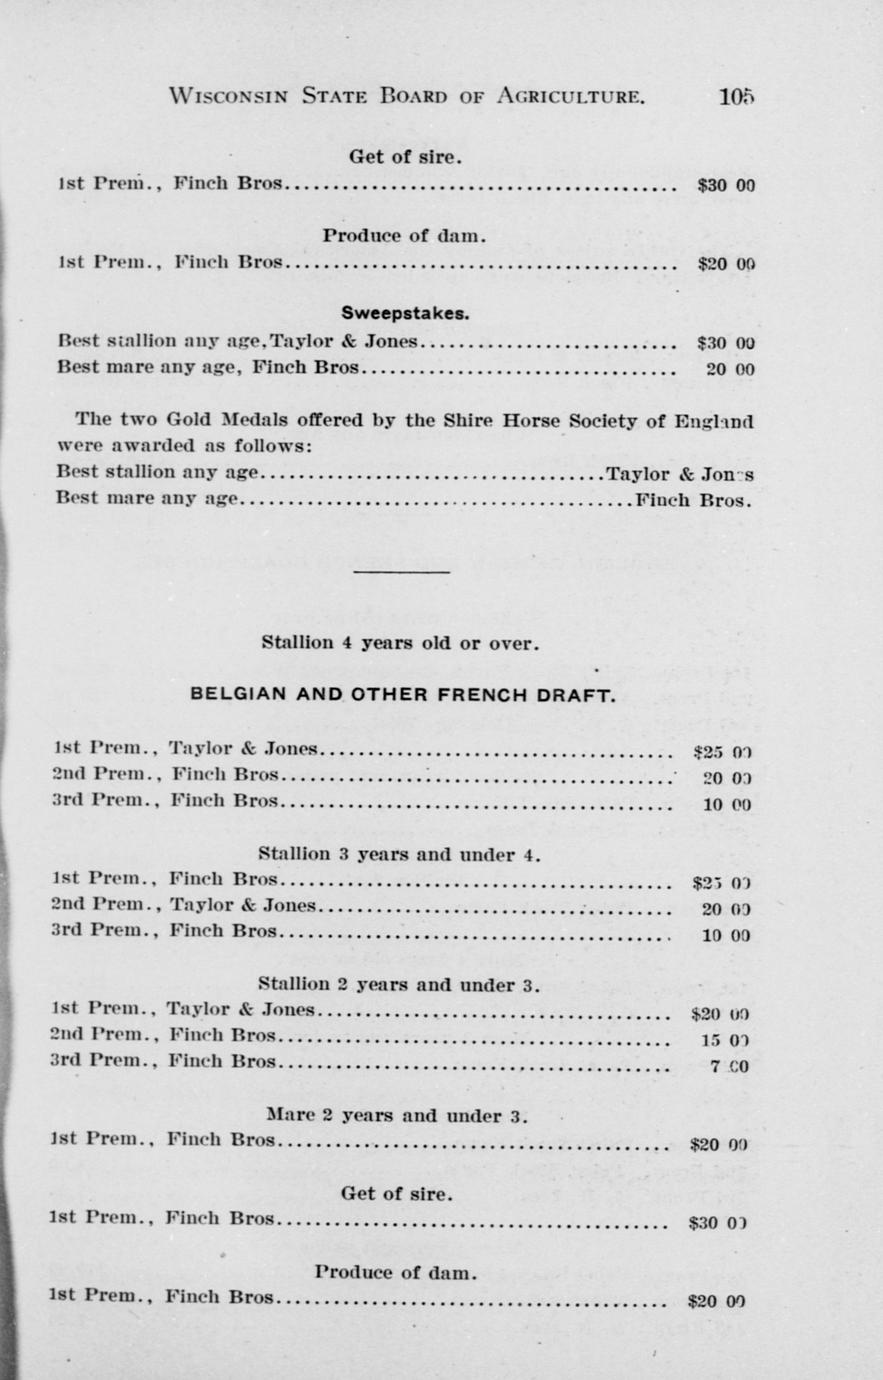 WISCONSIN STATE BOARD OF AGRICULTURE. 105
Get of sire.
1st Prem., Finch Bros........................................ $30 00
Produce of dam.
1st Prem., Finch Bros........................................ $20 00
Sweepstakes.
Best stallion any age, Taylor & Jones........................... $30 00
Best mare any age, Finch Bros................................. 20 00
The two Gold Medals offered by the Shire Horse Society of England
were awarded as follows:
Best stallion any age....................................Taylor & Jones
Best mare any age.........................................Finch Bros.
Stallion 4 years old or over.
BELGIAN AND OTHER FRENCH DRAFT.
1st Prem., Taylor & Jones..................................... $25 00
2nd Prem., Finch Bros......................................... 20 00
3rd Prem., Finch Bros......................................... 10 00
Stallion 3 years and under 4.
1st Prem., Finch Bros......................................... $25 00
2nd Prem., Taylor & Jones..................................... 20 00
3rd Prem., Finch Bros......................................... 10 00
Stallion 2 years and under 3.
1st Prem., Taylor & Jones..................................... $20 00
2nd Prem., Finch Bros......................................... 15 00
3rd Prem., Finch Bros......................................... 7 00
Mare 2 years and under 3.
1st Prem., Finch Bros......................................... $20 00
Get of sire.
1st Prem., Finch Bros......................................... $30 00
Produce of dam.
1st Prem., Finch Bros......................................... $20 00